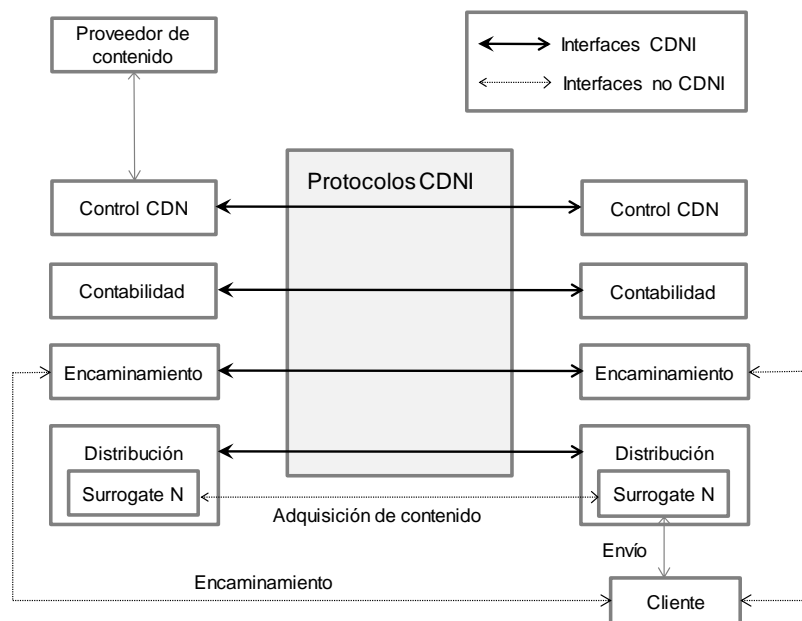 Proveedor de
contenido
Interfaces CDNI
Interfaces no CDNI
Protocolos CDNI
Control CDN
Control CDN
Contabilidad
Contabilidad
Encaminamiento
Encaminamiento
Distribución
Distribución
Surrogate N
Surrogate N
Adquisición de contenido
Envío
Encaminamiento
Cliente